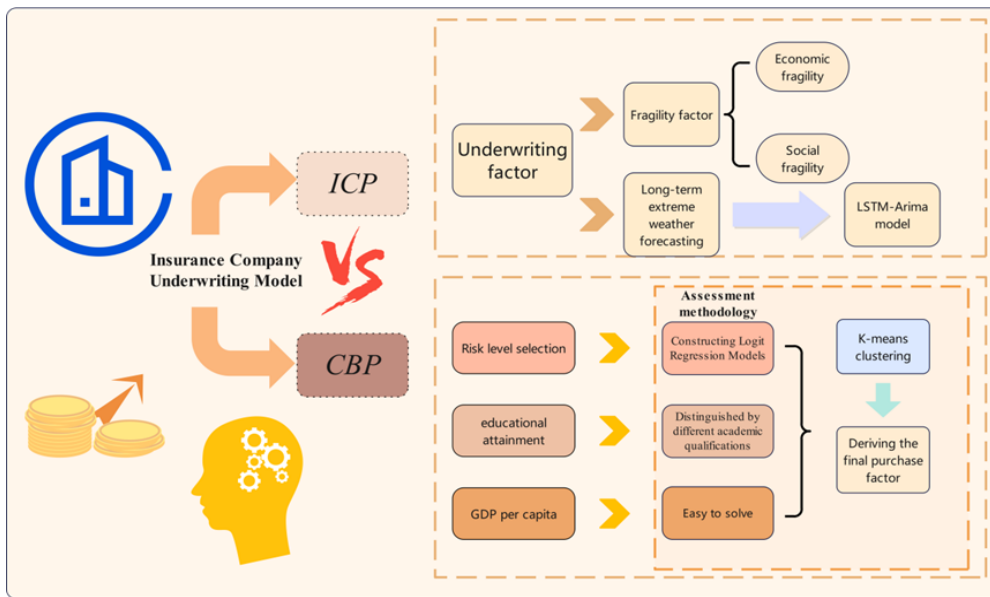 Insurance Company
Underwriting Model
ICP
VS
CBP
Underwriting
factor
Fragility factor
Economic
fragility
Social
fragility
Long-term
extreme
weather
forecasting
LSTM-Arima
model
Assessment
methodology
Risk level selection
Constructing Logit
Regression Models
K-means
clustering
educational
attainment
Distinguished by
different academic
qualifications
Deriving the
final purchase
factor
GDP per capita
Easy to solve